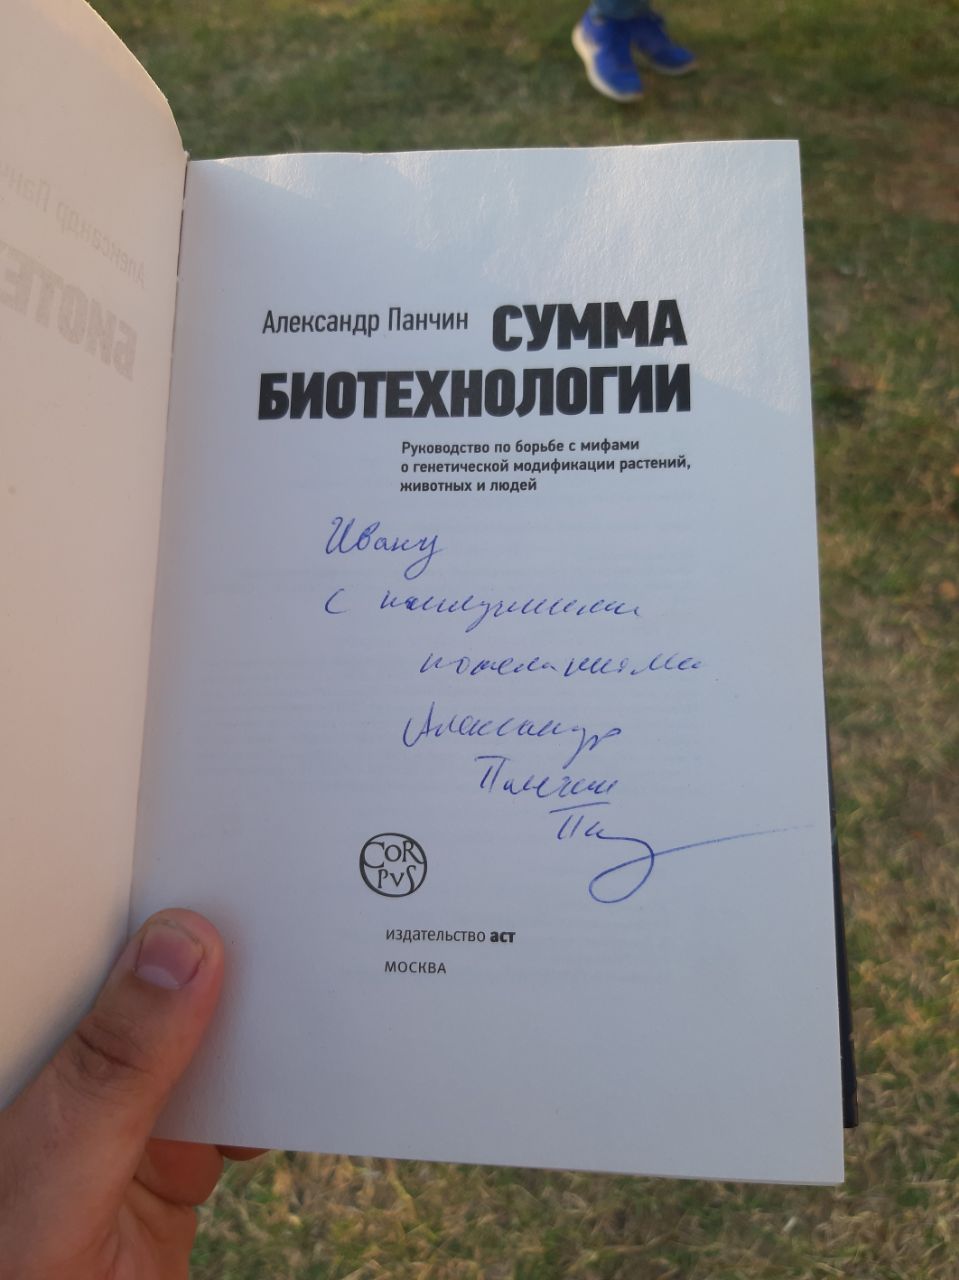 Александр Панчин СУММА
БИОТЕХНОЛОГИИ
Руководство по борьбе с мифами
о генетической модификации растений,
животных и людей
Ивану
с наилучшими
пожеланиями
Александр
Панчин
CORPVS
издательство аст
МОСКВА